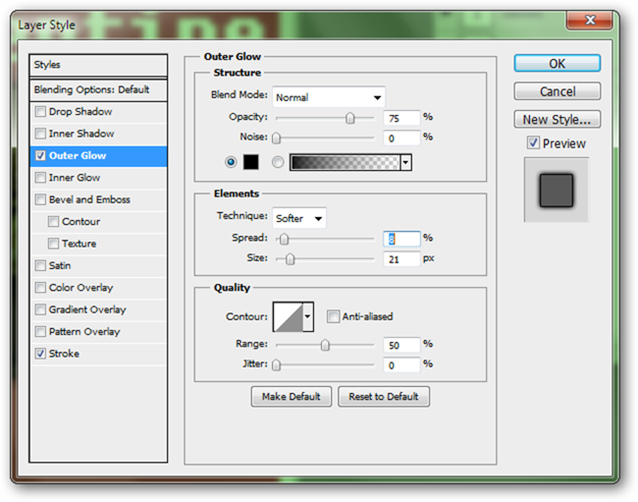 Layer Style
Styles
Blending Options: Default
Drop Shadow
Inner Shadow
Outer Glow
Inner Glow
Bevel and Emboss
Contour
Texture
Satin
Color Overlay
Gradient Overlay
Pattern Overlay
Stroke
Outer Glow
Structure
Blend Mode: Normal
Opacity: 75 %
Noise: 0 %
Elements
Technique: Softer
Spread: 8 %
Size: 21 px
Quality
Contour: Anti-aliased
Range: 50 %
Jitter: 0 %
Make Default Reset to Default
OK
Cancel
New Style...
Preview